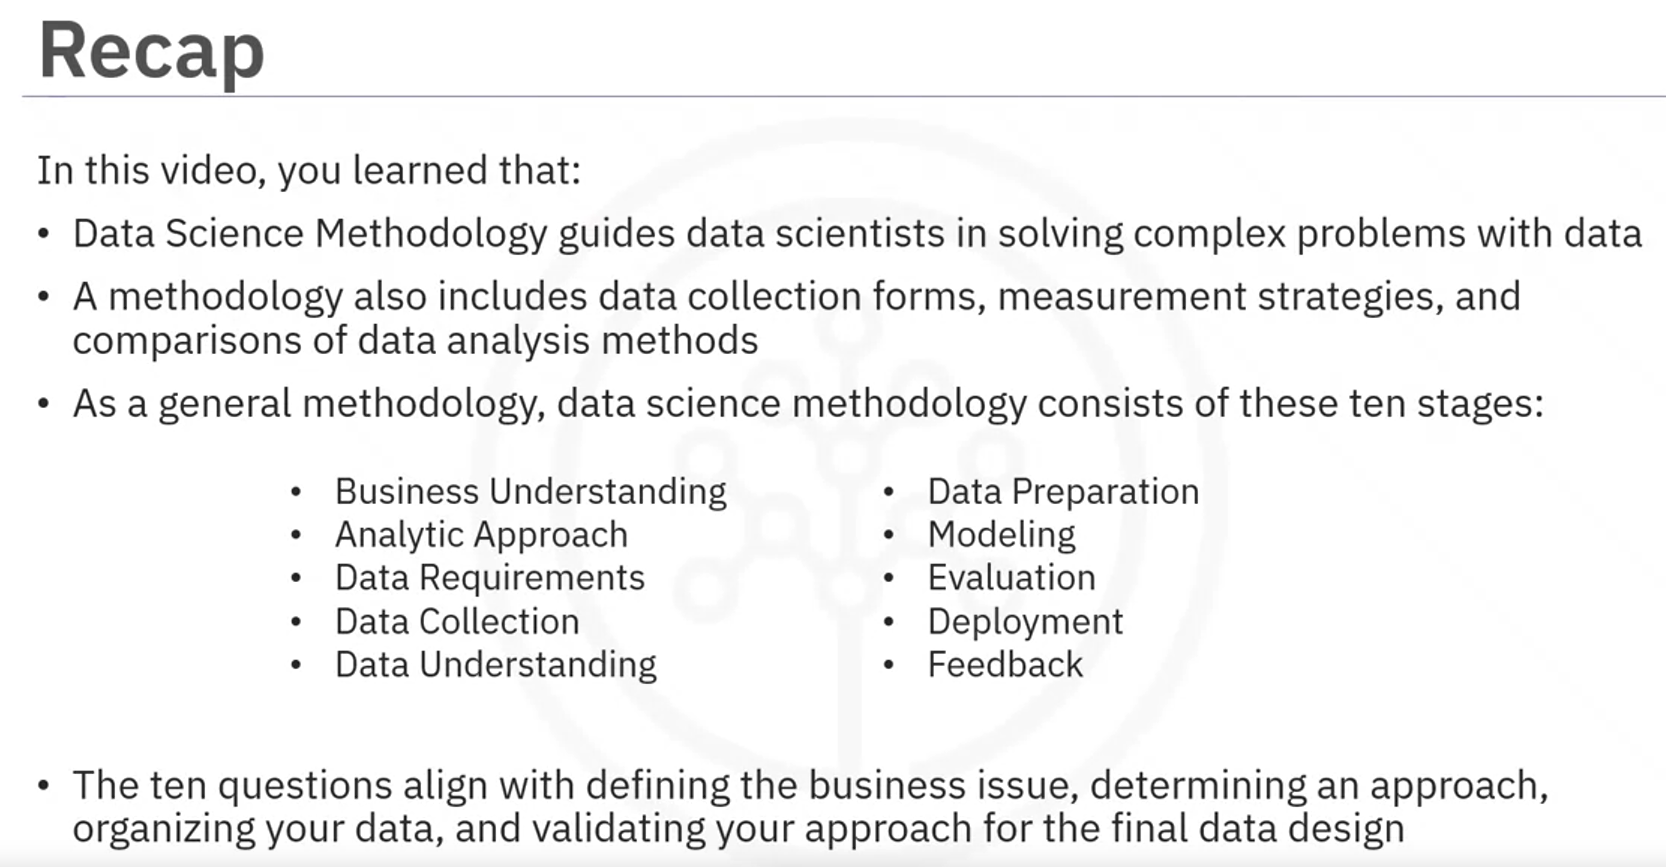 Recap
In this video, you learned that:
• Data Science Methodology guides data scientists in solving complex problems with data
• A methodology also includes data collection forms, measurement strategies, and
comparisons of data analysis methods
• As a general methodology, data science methodology consists of these ten stages:
• Business Understanding
• Analytic Approach
• Data Requirements
• Data Collection
• Data Understanding
• Data Preparation
• Modeling
• Evaluation
• Deployment
• Feedback
• The ten questions align with defining the business issue, determining an approach,
organizing your data, and validating your approach for the final data design